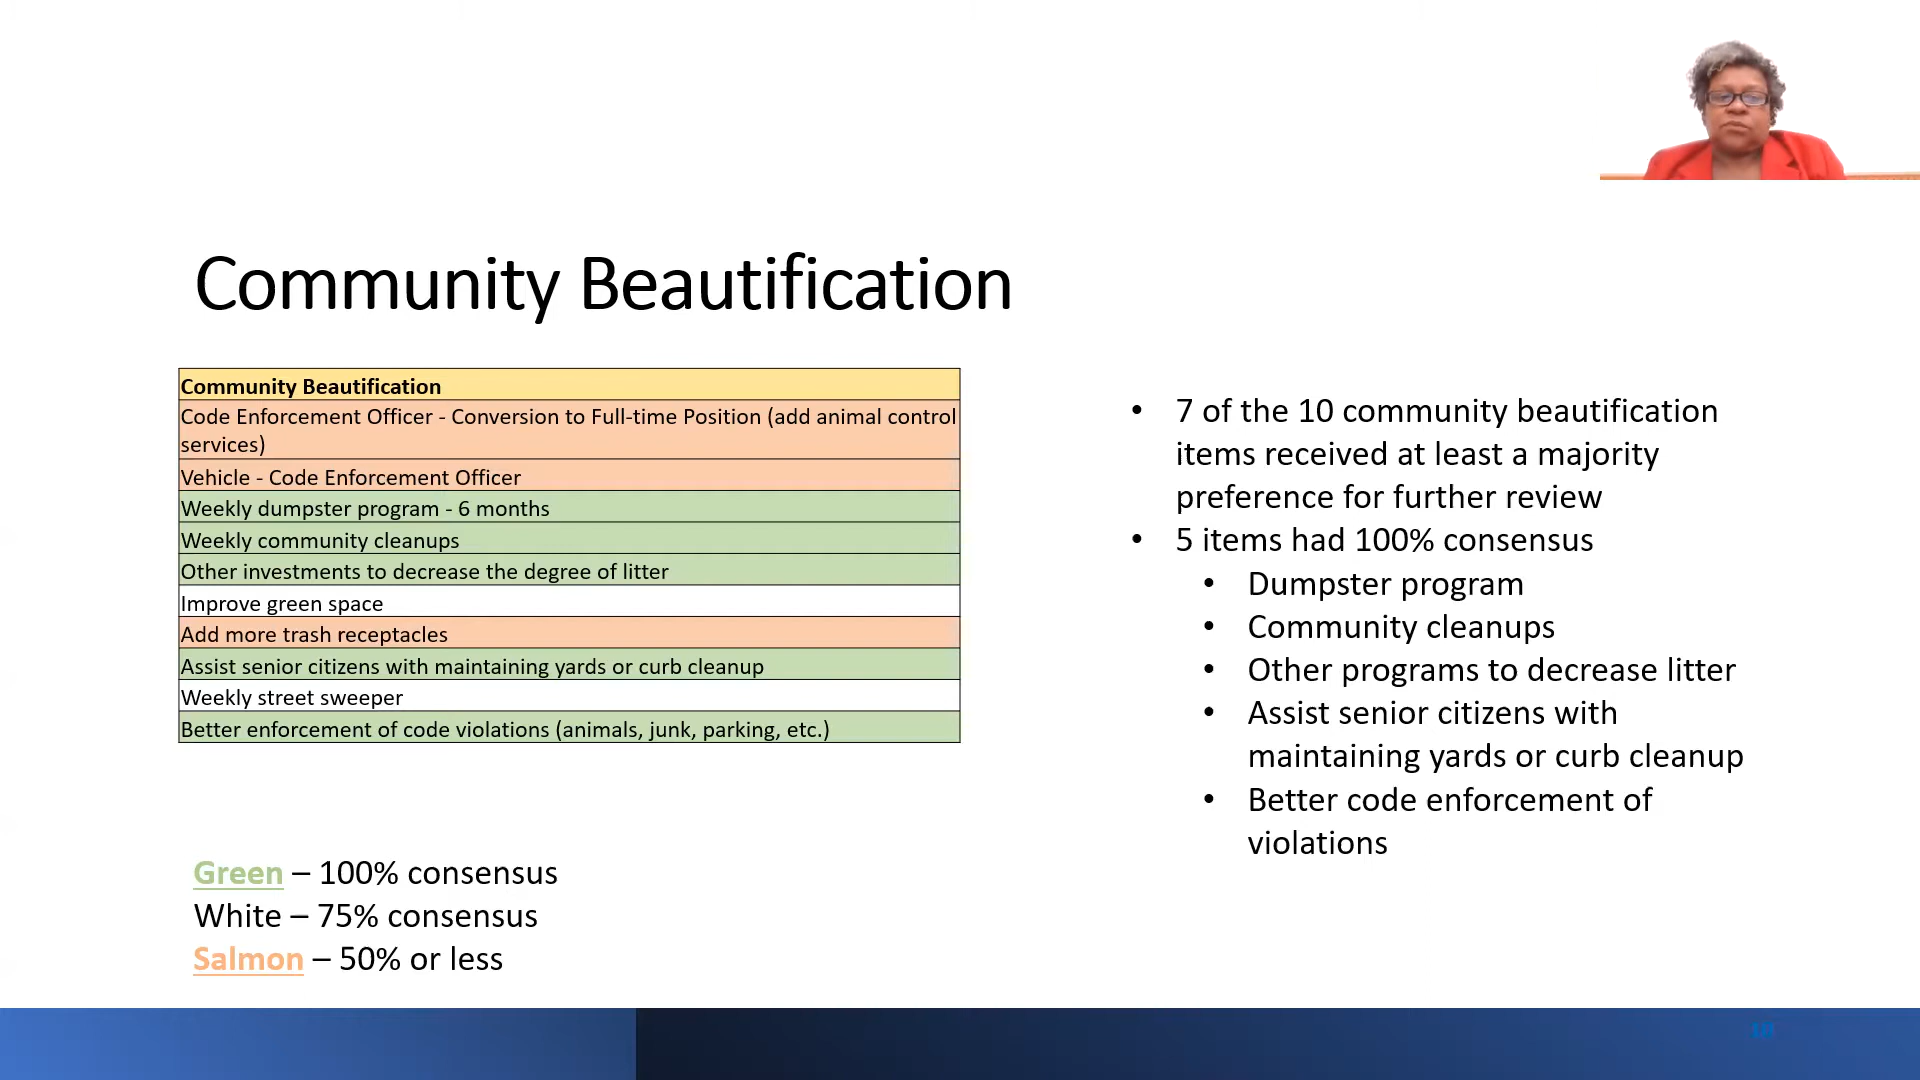 Community Beautification
Community Beautification
Code Enforcement Officer - Conversion to Full-time Position (add animal control
services)
Vehicle - Code Enforcement Officer
Weekly dumpster program - 6 months
Weekly community cleanups
Other investments to decrease the degree of litter
Improve green space
Add more trash receptacles
Assist senior citizens with maintaining yards or curb cleanup
Weekly street sweeper
Better enforcement of code violations (animals, junk, parking, etc.)
Green – 100% consensus
White – 75% consensus
Salmon – 50% or less
• 7 of the 10 community beautification
items received at least a majority
preference for further review
• 5 items had 100% consensus
• Dumpster program
• Community cleanups
• Other programs to decrease litter
• Assist senior citizens with
maintaining yards or curb cleanup
• Better code enforcement of
violations